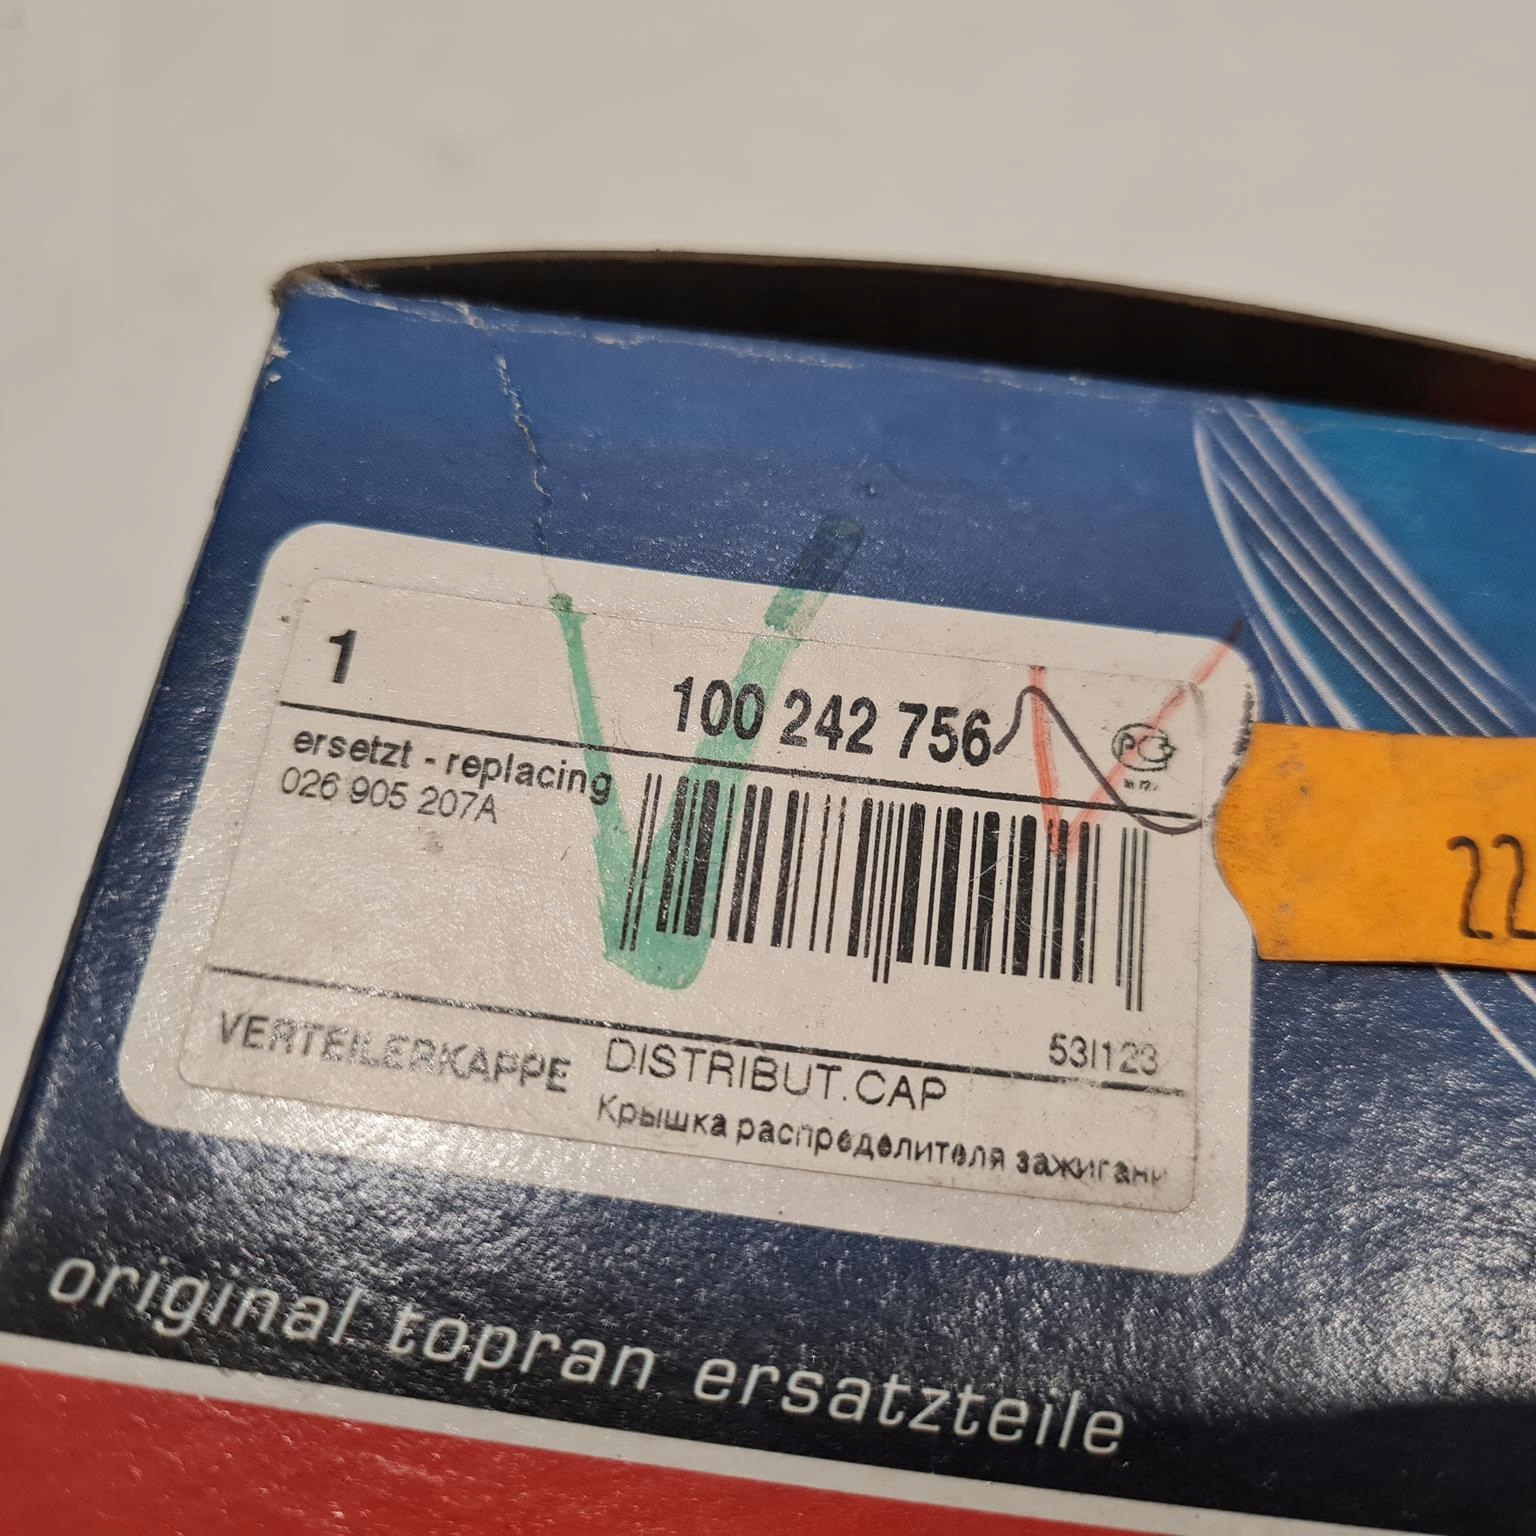 1
100 242 756
ersetzt - replacing
026 905 207A
22
53I123
VERTEILERKAPPE DISTRIBUT.CAP
Крышка распределителя зажигани
original topran ersatzteile